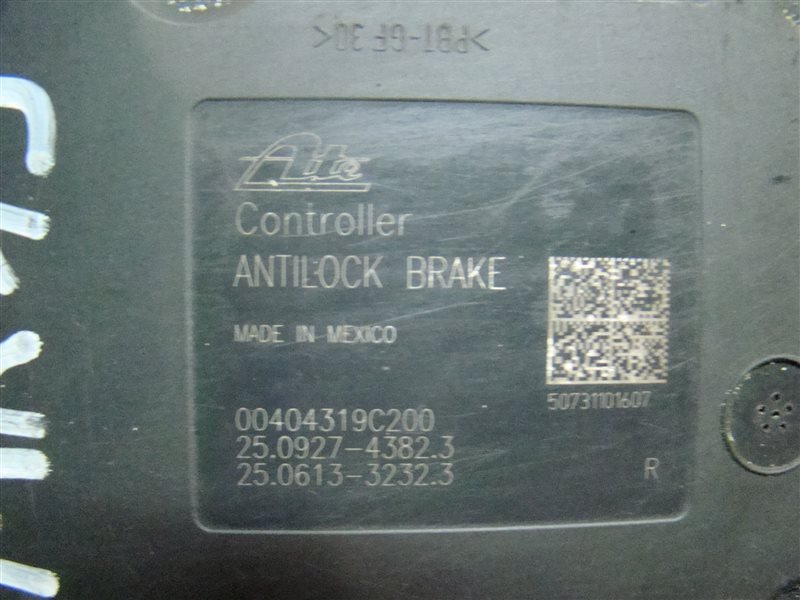 >PBT-GF 30<
Ate
Controller
ANTILOCK BRAKE
MADE IN MEXICO
50731101607
00404319C200
25.0927-4382.3
25.0613-3232.3
R